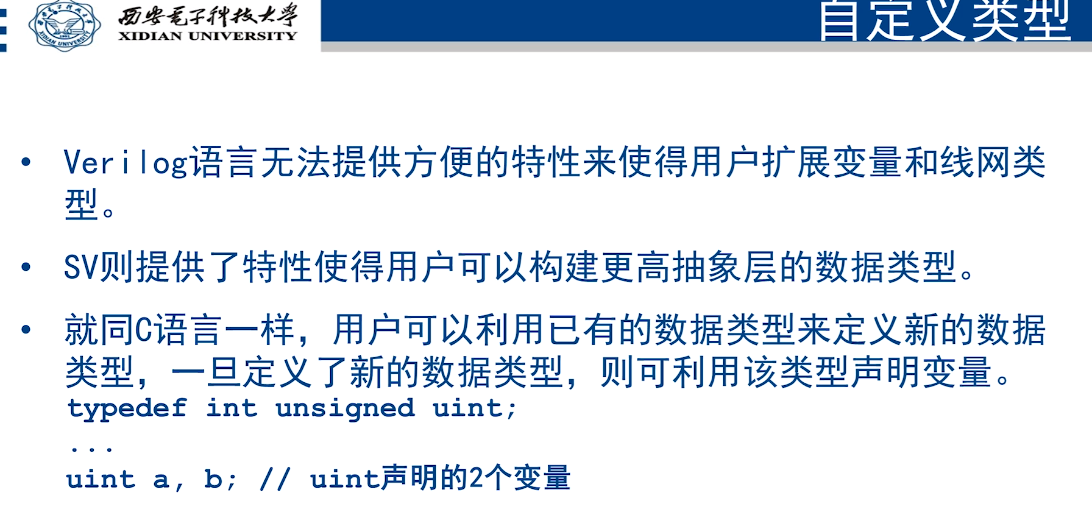 西安电子科技大学
XIDIAN UNIVERSITY
自定义类型
• Verilog语言无法提供方便的特性来使得用户扩展变量和线网类
型。
• SV则提供了特性使得用户可以构建更高抽象层的数据类型。
• 就同C语言一样，用户可以利用已有的数据类型来定义新的数据
类型，一旦定义了新的数据类型，则可利用该类型声明变量。
typedef int unsigned uint;
...
uint a, b; // uint声明的2个变量